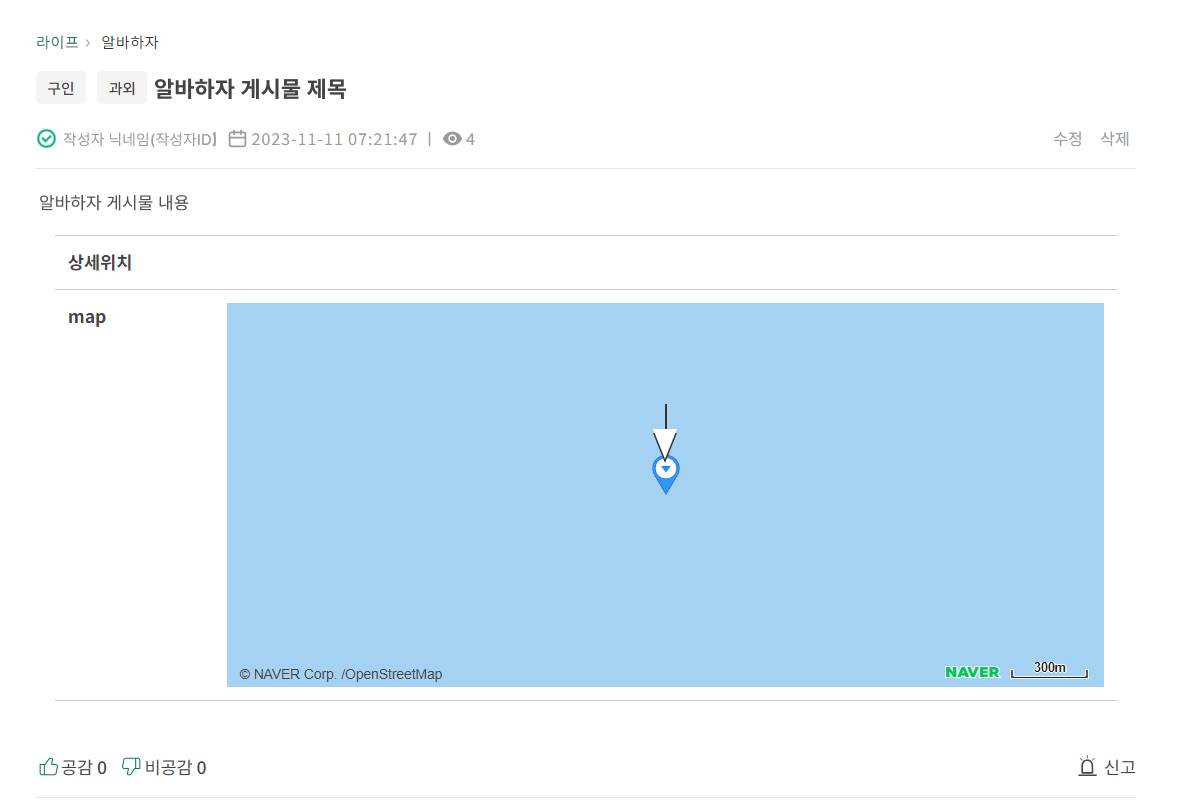 라이프 › 알바하자
구인 과외 알바하자 게시물 제목
작성자 닉네임(작성자ID) 2023-11-11 07:21:47 | 4 수정 삭제
알바하자 게시물 내용
상세위치
map
© NAVER Corp. /OpenStreetMap NAVER 300m
공감 0 비공감 0 신고